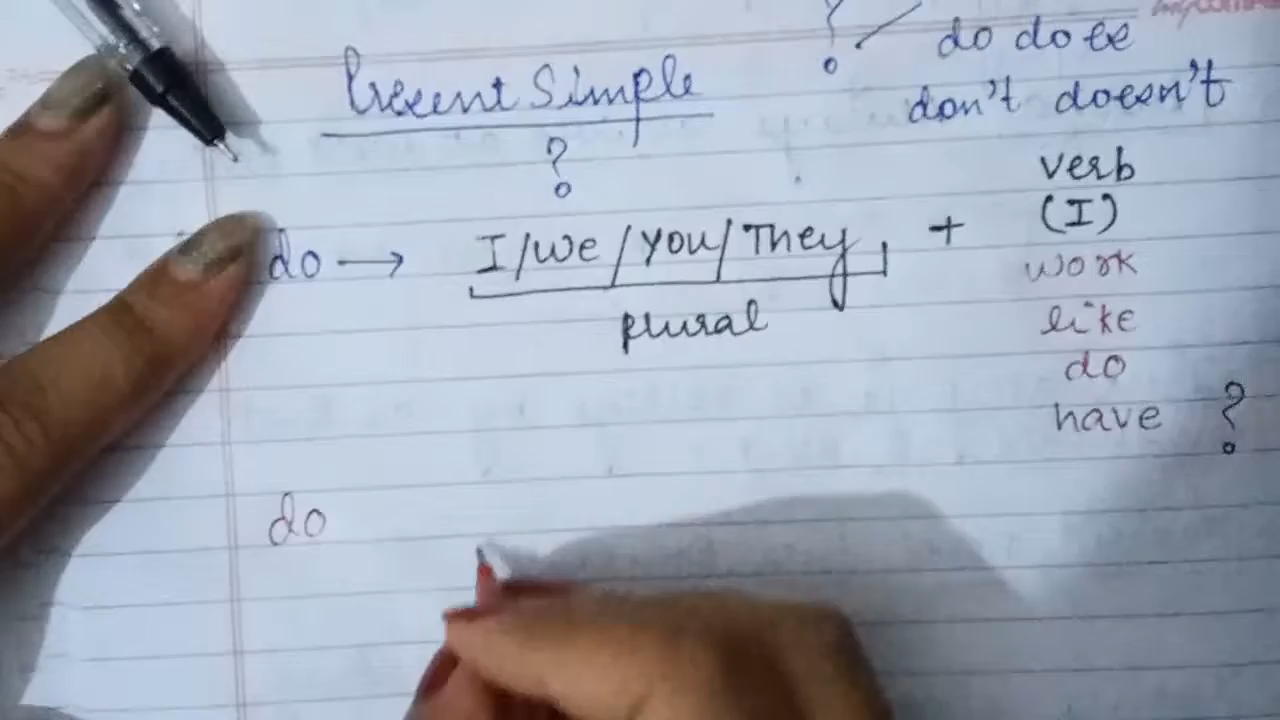 ? do does
Present Simple
don't doesn't
?
verb
do → I/We/You/They, + (I)
plural
work
like
do
have ?
do